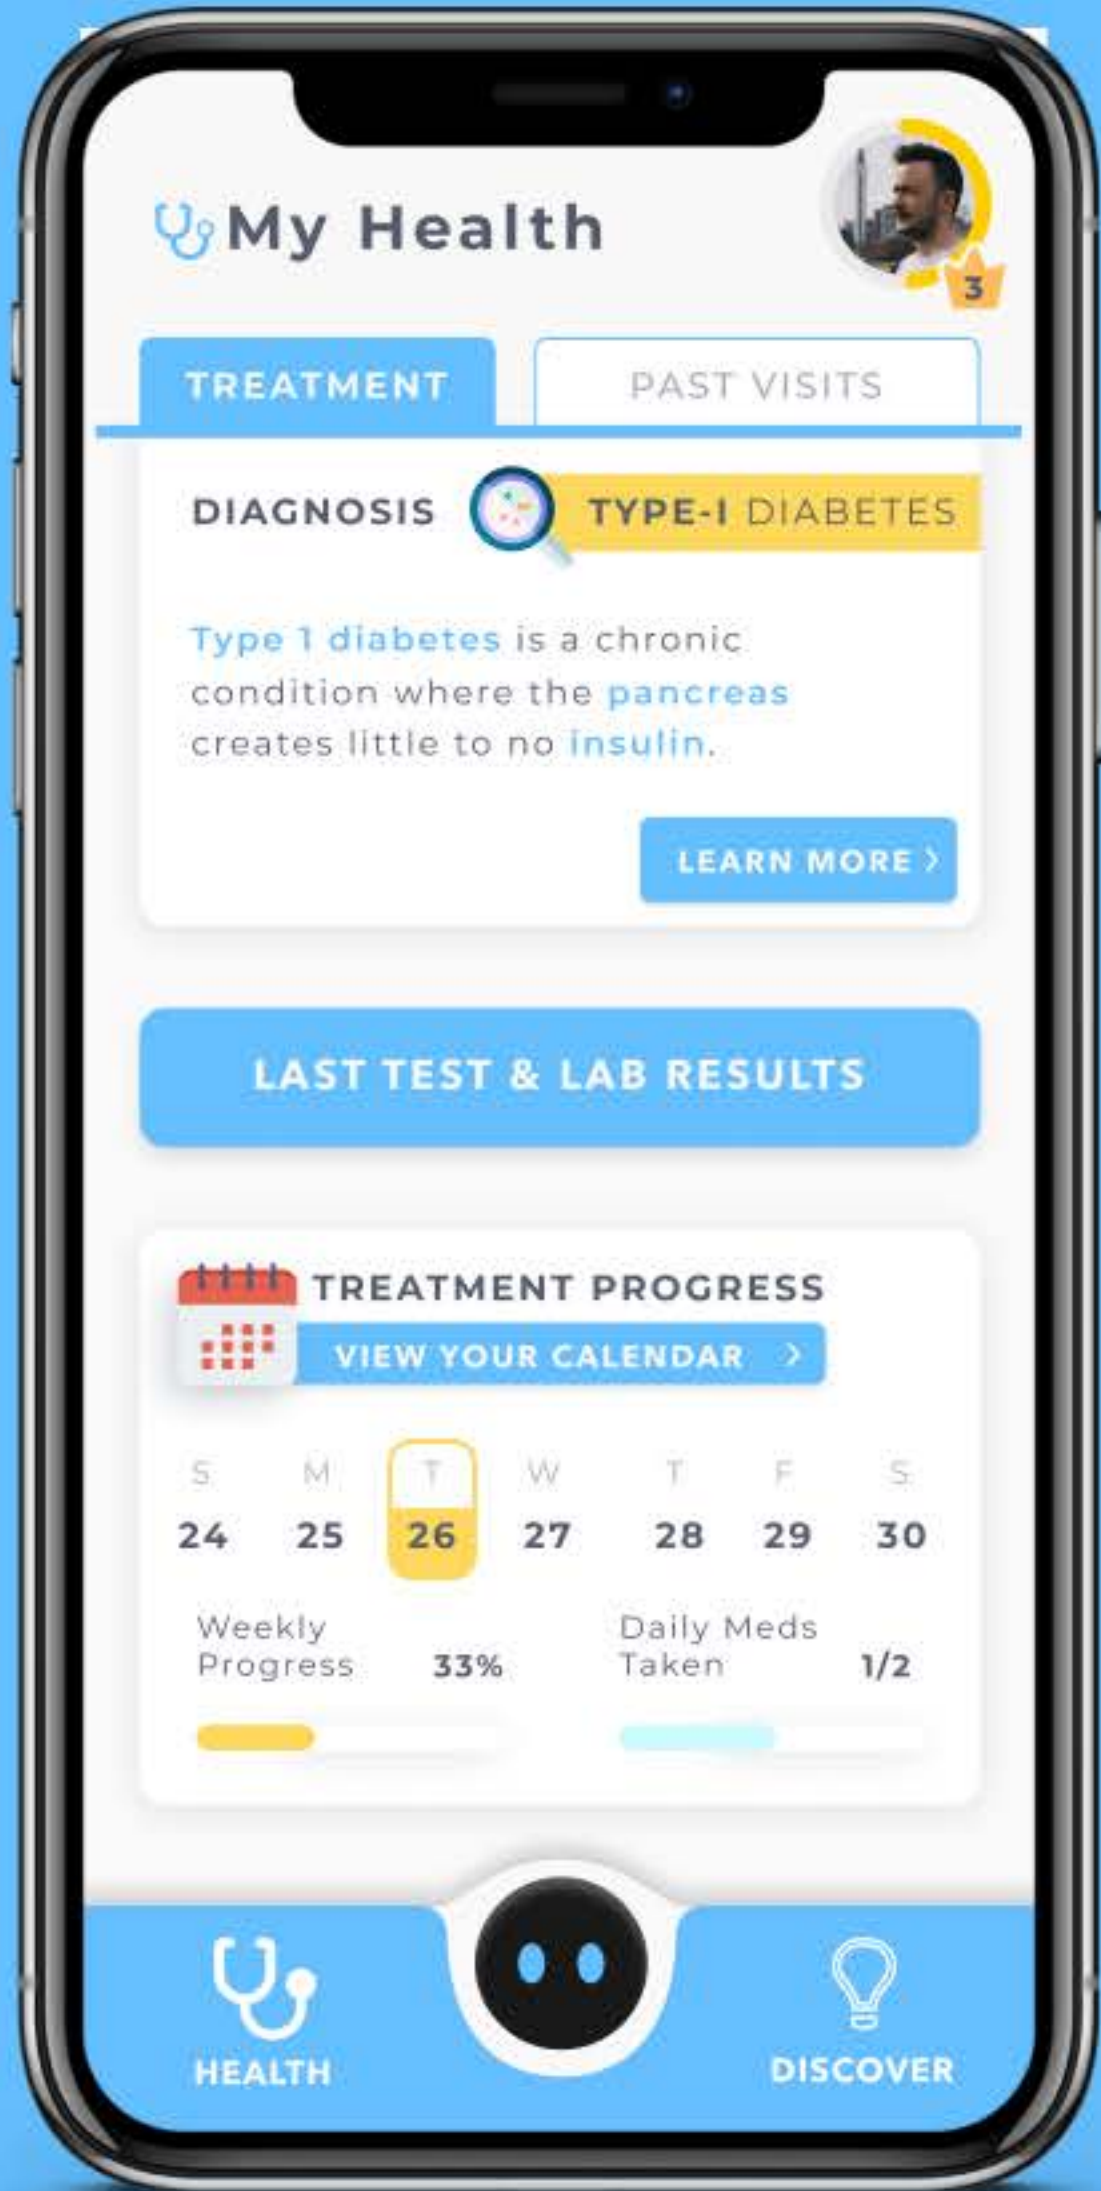 My Health
3
TREATMENT
PAST VISITS
DIAGNOSIS
TYPE-I DIABETES
Type 1 diabetes is a chronic
condition where the pancreas
creates little to no insulin.
LEARN MORE >
LAST TEST & LAB RESULTS
TREATMENT PROGRESS
VIEW YOUR CALENDAR >
S M T W T F S
24 25 26 27 28 29 30
Weekly
Progress 33%
Daily Meds
Taken 1/2
HEALTH
DISCOVER